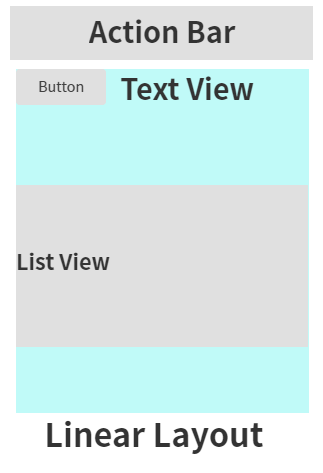 Action Bar
Button Text View
List View
Linear Layout